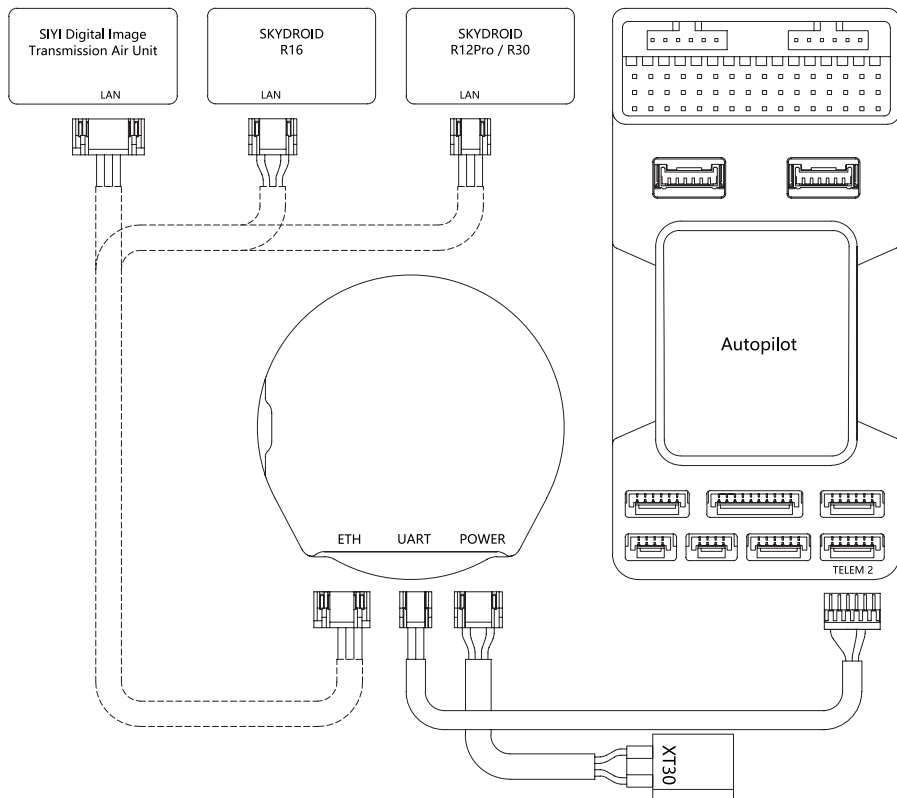 SIYI Digital Image
Transmission Air Unit
LAN
SKYDROID
R16
LAN
SKYDROID
R12Pro / R30
LAN
Autopilot
ETH
UART
POWER
TELEM 2
XT30